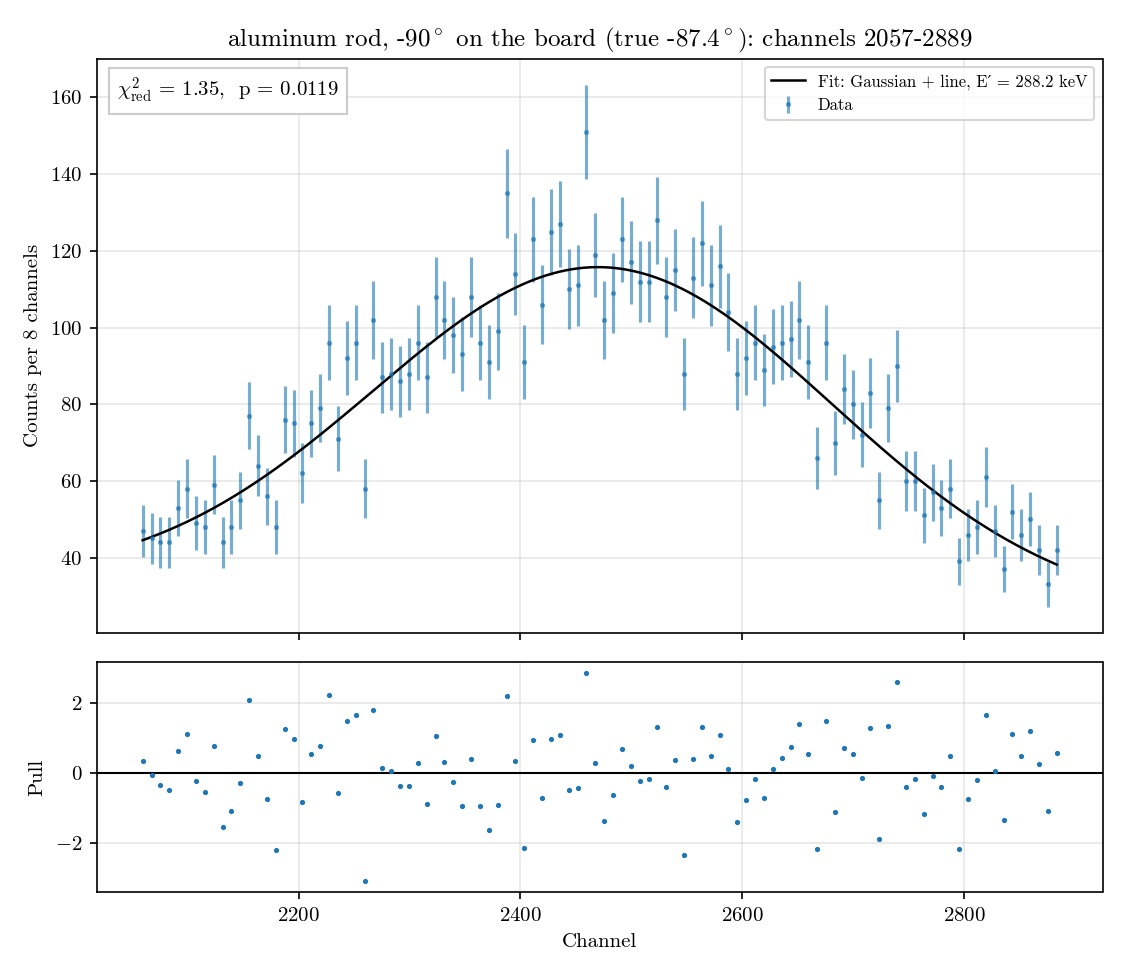 aluminum rod, -90° on the board (true -87.4°): channels 2057-2889
χ²red = 1.35, p = 0.0119
Fit: Gaussian + line, E´ = 288.2 keV
Data
Counts per 8 channels
160
140
120
100
80
60
40
Pull
2
0
−2
2200
2400
2600
2800
Channel